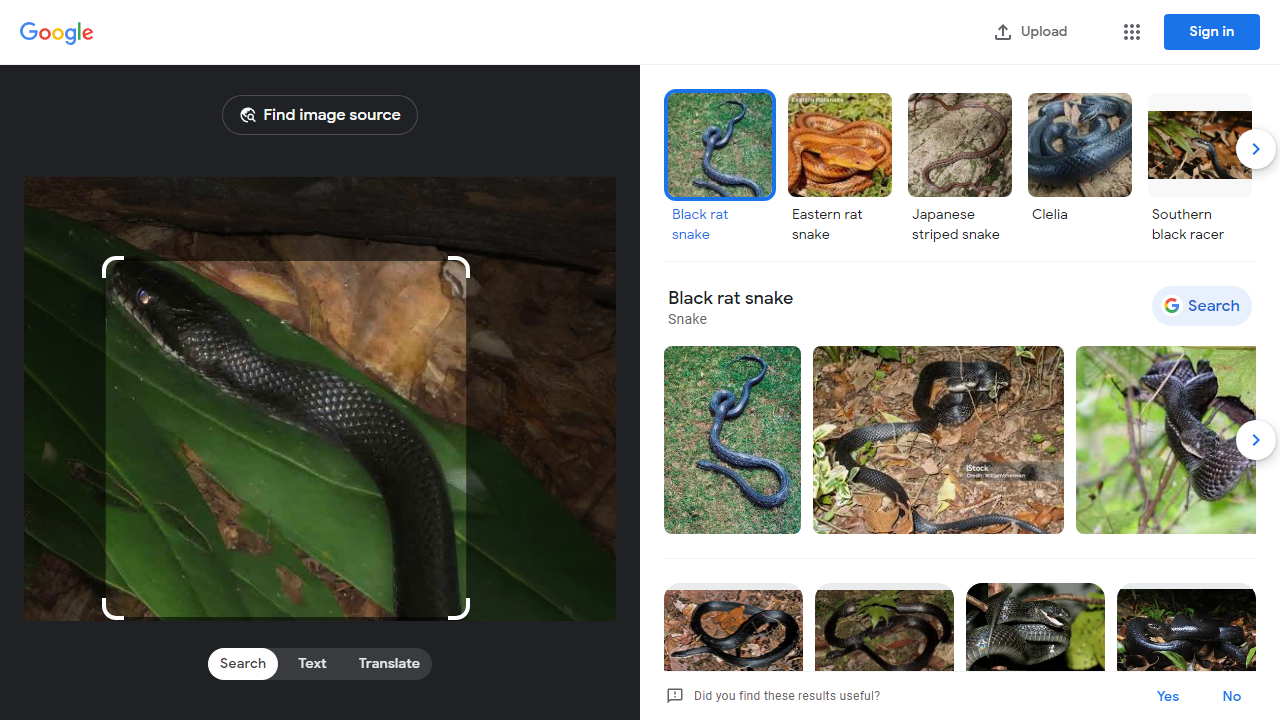 Google
Upload
Sign in
Find image source
Black rat
snake
Eastern rat
snake
Japanese
striped snake
Clelia
Southern
black racer
Black rat snake
Snake
Search
iStock
Search
Text
Translate
Did you find these results useful?
Yes
No